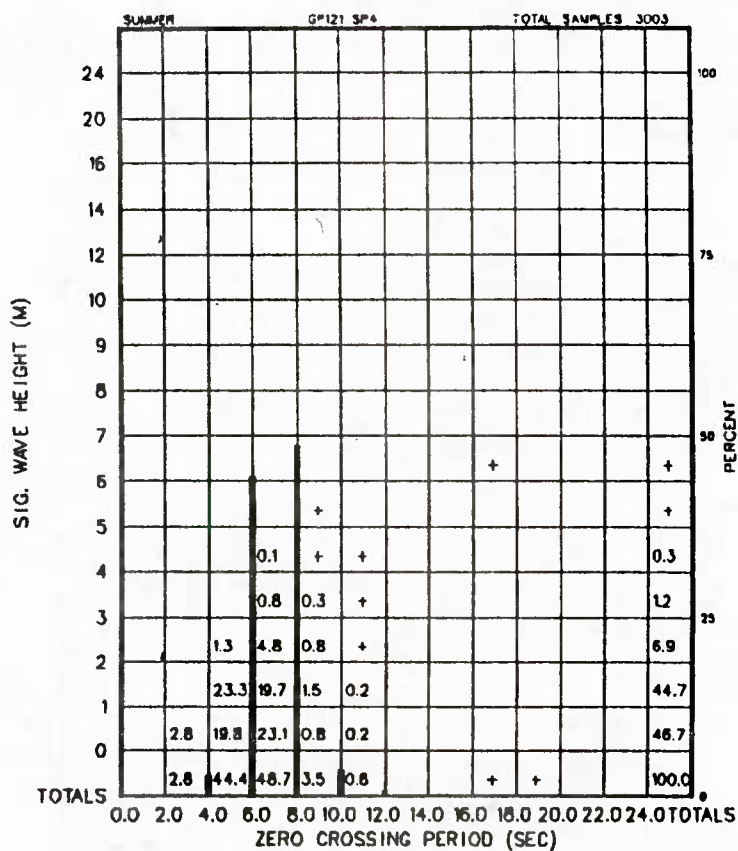 SUMMER GP121 SP4 TOTAL SAMPLES 3003
24 100
20
16
14
12 75
10
9
8
7 50
6 + +
5 + +
4 0.1 + + 0.3
3 0.8 0.3 + 1.2 25
2 1.3 4.8 0.8 + 6.9
1 23.3 19.7 1.5 0.2 44.7
0 2.8 19.8 23.1 0.8 0.2 46.7
TOTALS 2.8 44.4 48.7 3.5 0.6 + + 100.0 0
0.0 2.0 4.0 6.0 8.0 10.0 12.0 14.0 16.0 18.0 20.0 22.0 24.0 TOTALS
ZERO CROSSING PERIOD (SEC)
SIG. WAVE HEIGHT (M)
PERCENT